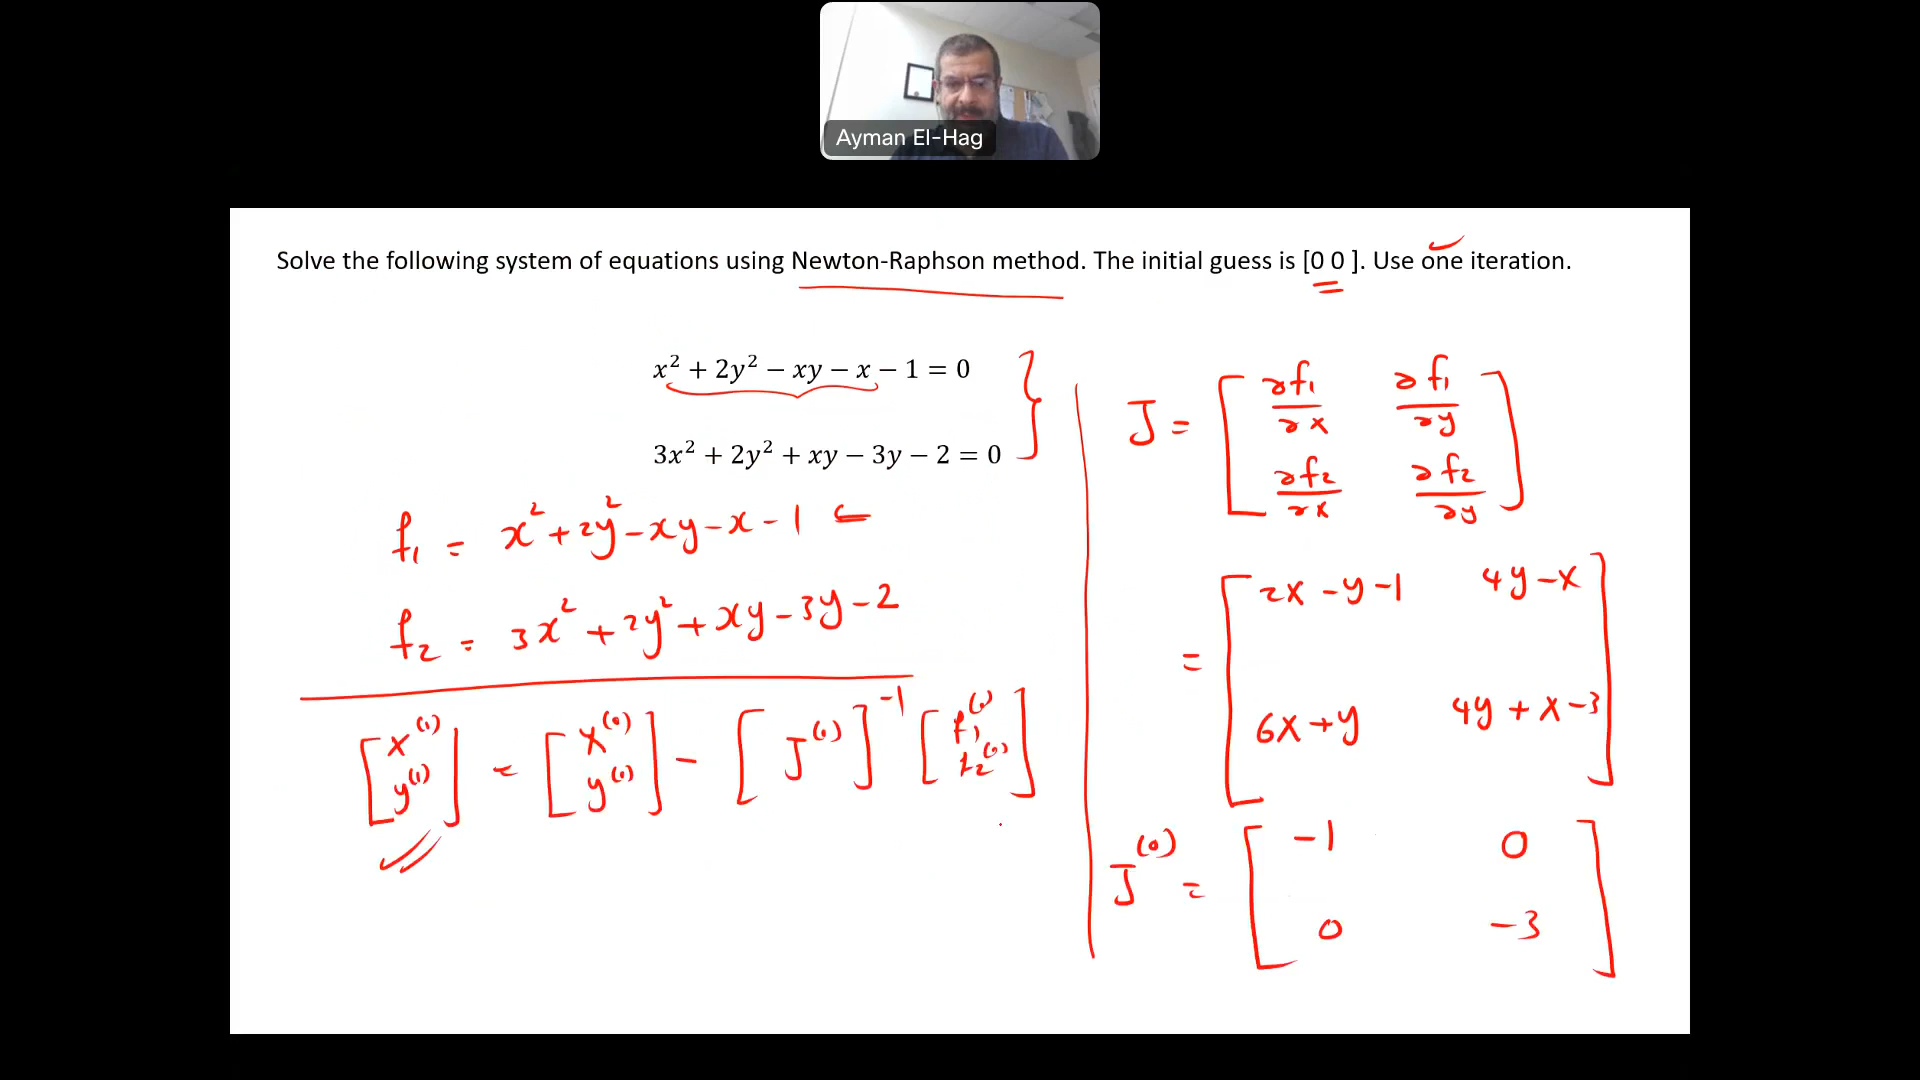 Ayman El-Hag
Solve the following system of equations using Newton-Raphson method. The initial guess is [0 0 ]. Use one iteration.
x² + 2y² − xy − x − 1 = 0
3x² + 2y² + xy − 3y − 2 = 0
f₁ = x² + 2y² - xy - x - 1
f₂ = 3x² + 2y² + xy - 3y - 2
[x⁽¹⁾ y⁽¹⁾] = [x⁽⁰⁾ y⁽⁰⁾] - [J⁽⁰⁾]⁻¹ [f₁⁽⁰⁾ f₂⁽⁰⁾]
J = [∂f₁/∂x ∂f₁/∂y
∂f₂/∂x ∂f₂/∂y]
= [2x - y - 1 4y - x
6x + y 4y + x - 3]
J⁽⁰⁾ = [-1 0
0 -3]